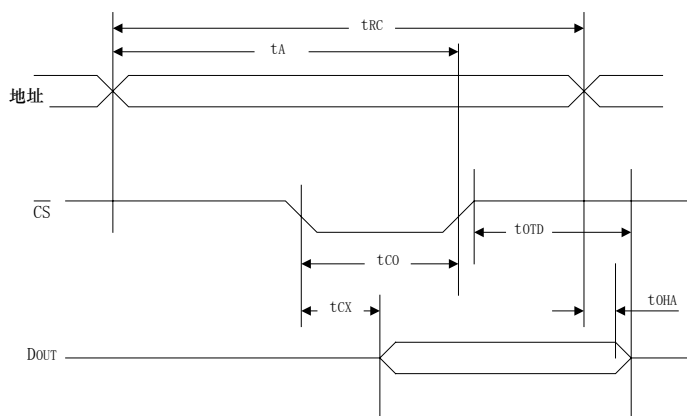 tRC
tA
地址
CS
tOTD
tCO
tOHA
tCX
DOUT